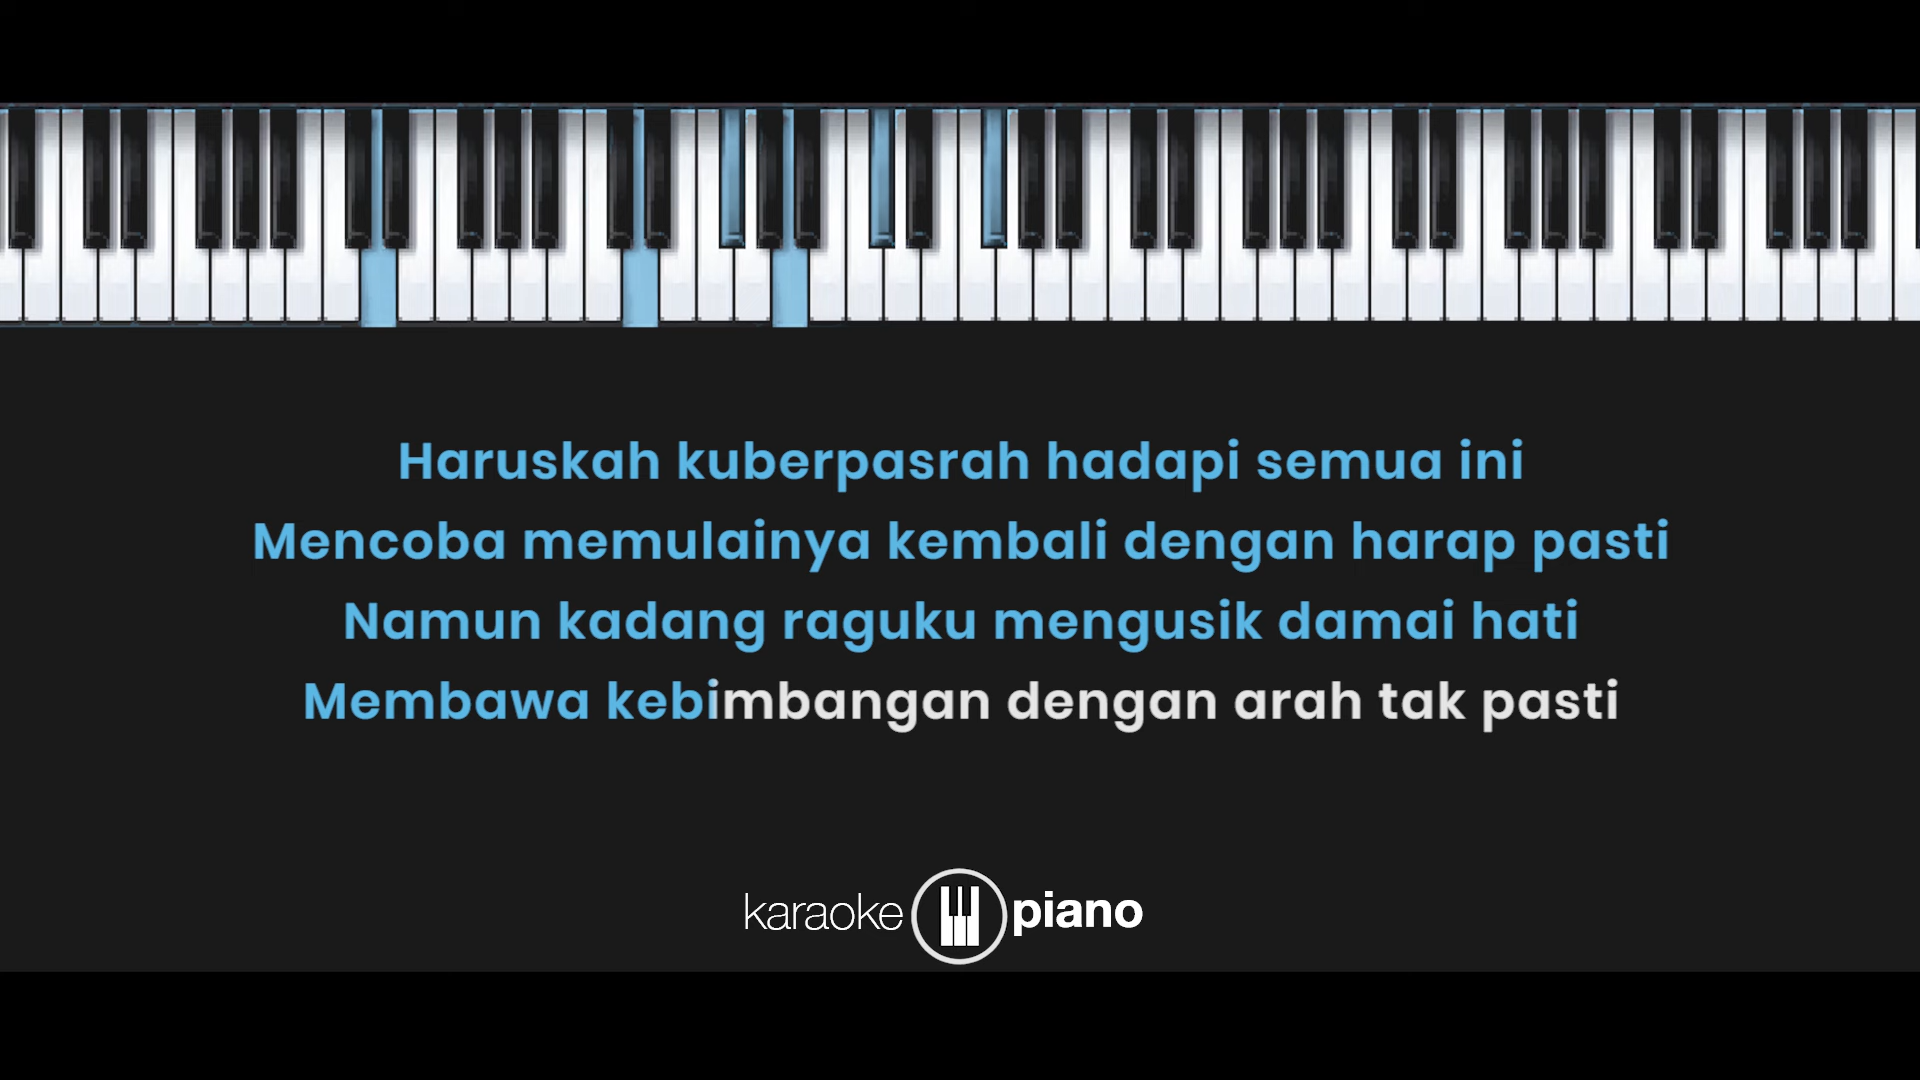 Haruskah kuberpasrah hadapi semua ini
Mencoba memulainya kembali dengan harap pasti
Namun kadang raguku mengusik damai hati
Membawa kebimbangan dengan arah tak pasti
karaoke piano